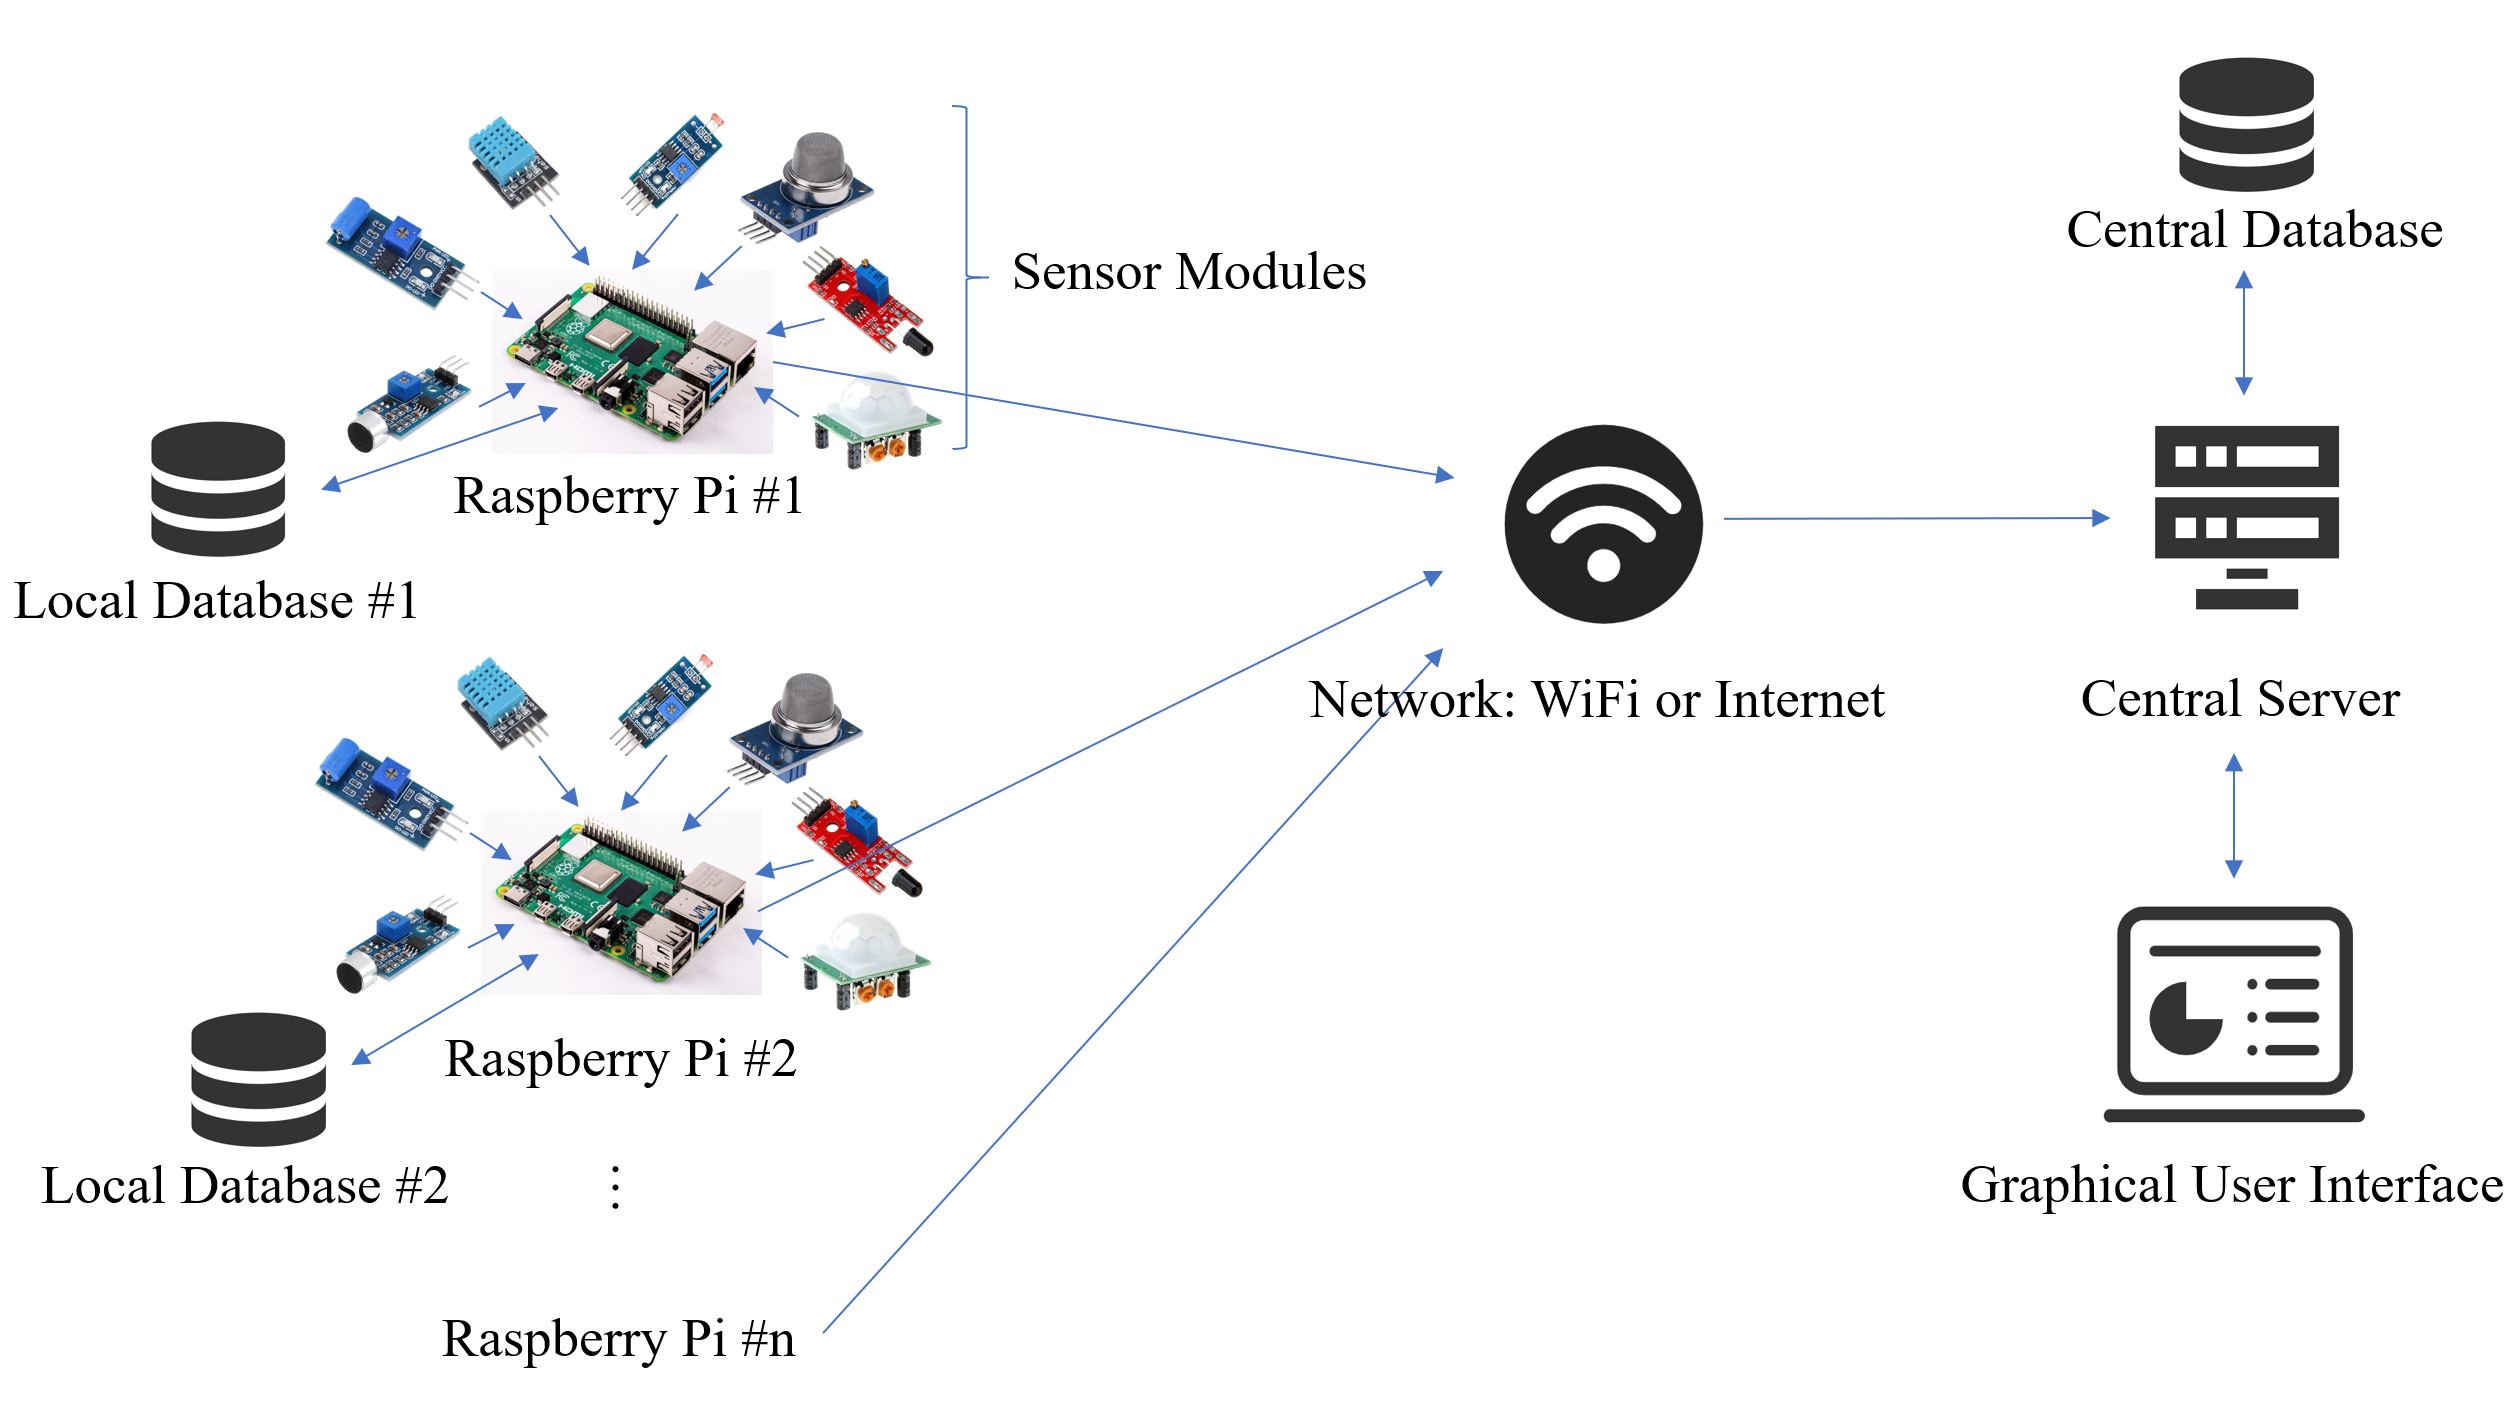 Central Database
Sensor Modules
Raspberry Pi #1
Local Database #1
Network: WiFi or Internet
Central Server
Raspberry Pi #2
Local Database #2
Graphical User Interface
⋮
Raspberry Pi #n